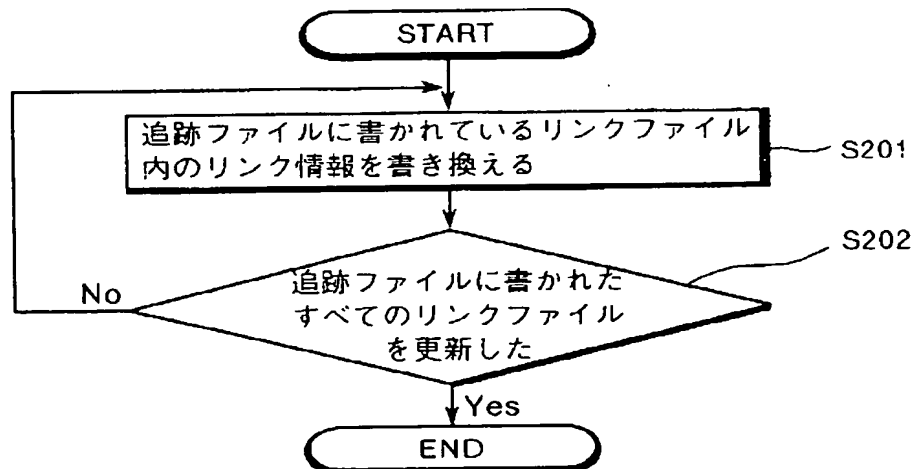 START
追跡ファイルに書かれているリンクファイル
内のリンク情報を書き換える
S201
S202
追跡ファイルに書かれた
すべてのリンクファイル
を更新した
No
Yes
END